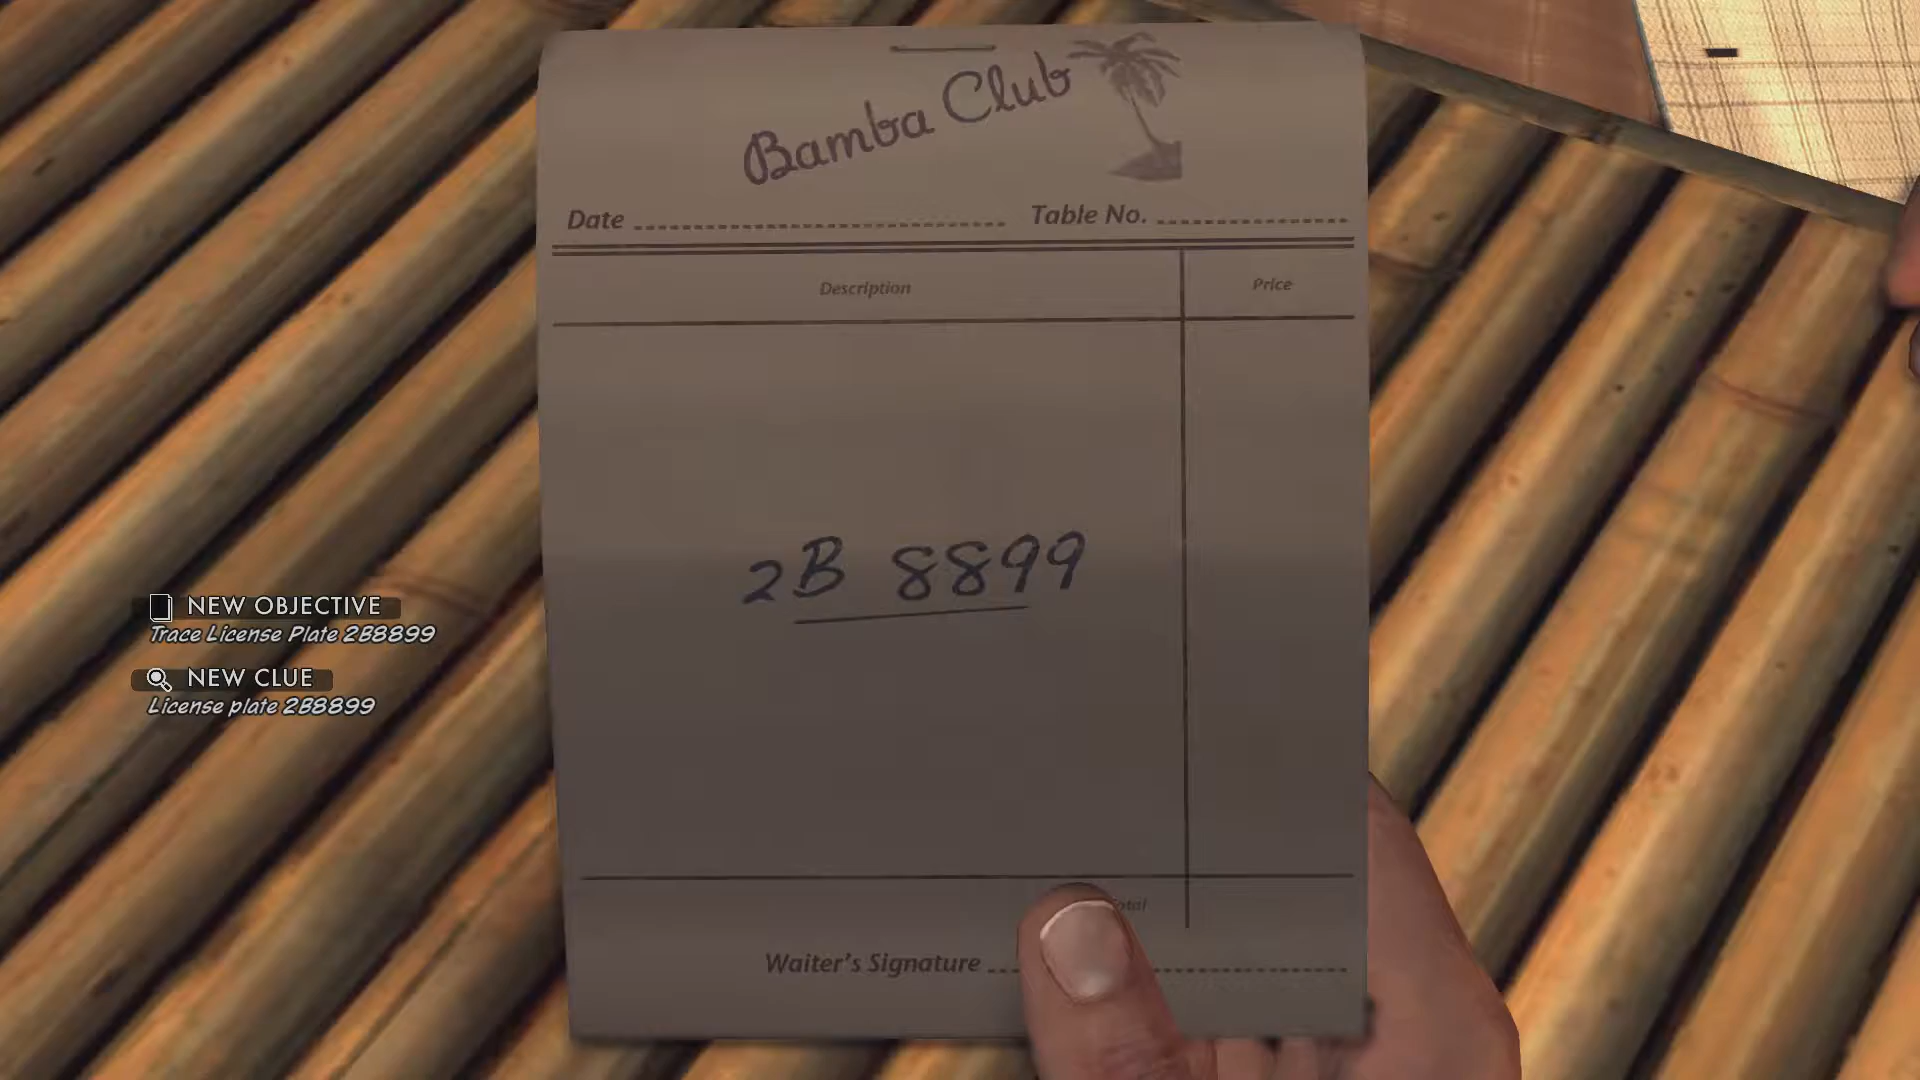 Bamba Club
Date
Table No.
Description
Price
2B 8899
NEW OBJECTIVE
Trace License Plate 2B8899
NEW CLUE
License plate 2B8899
Total
Waiter's Signature